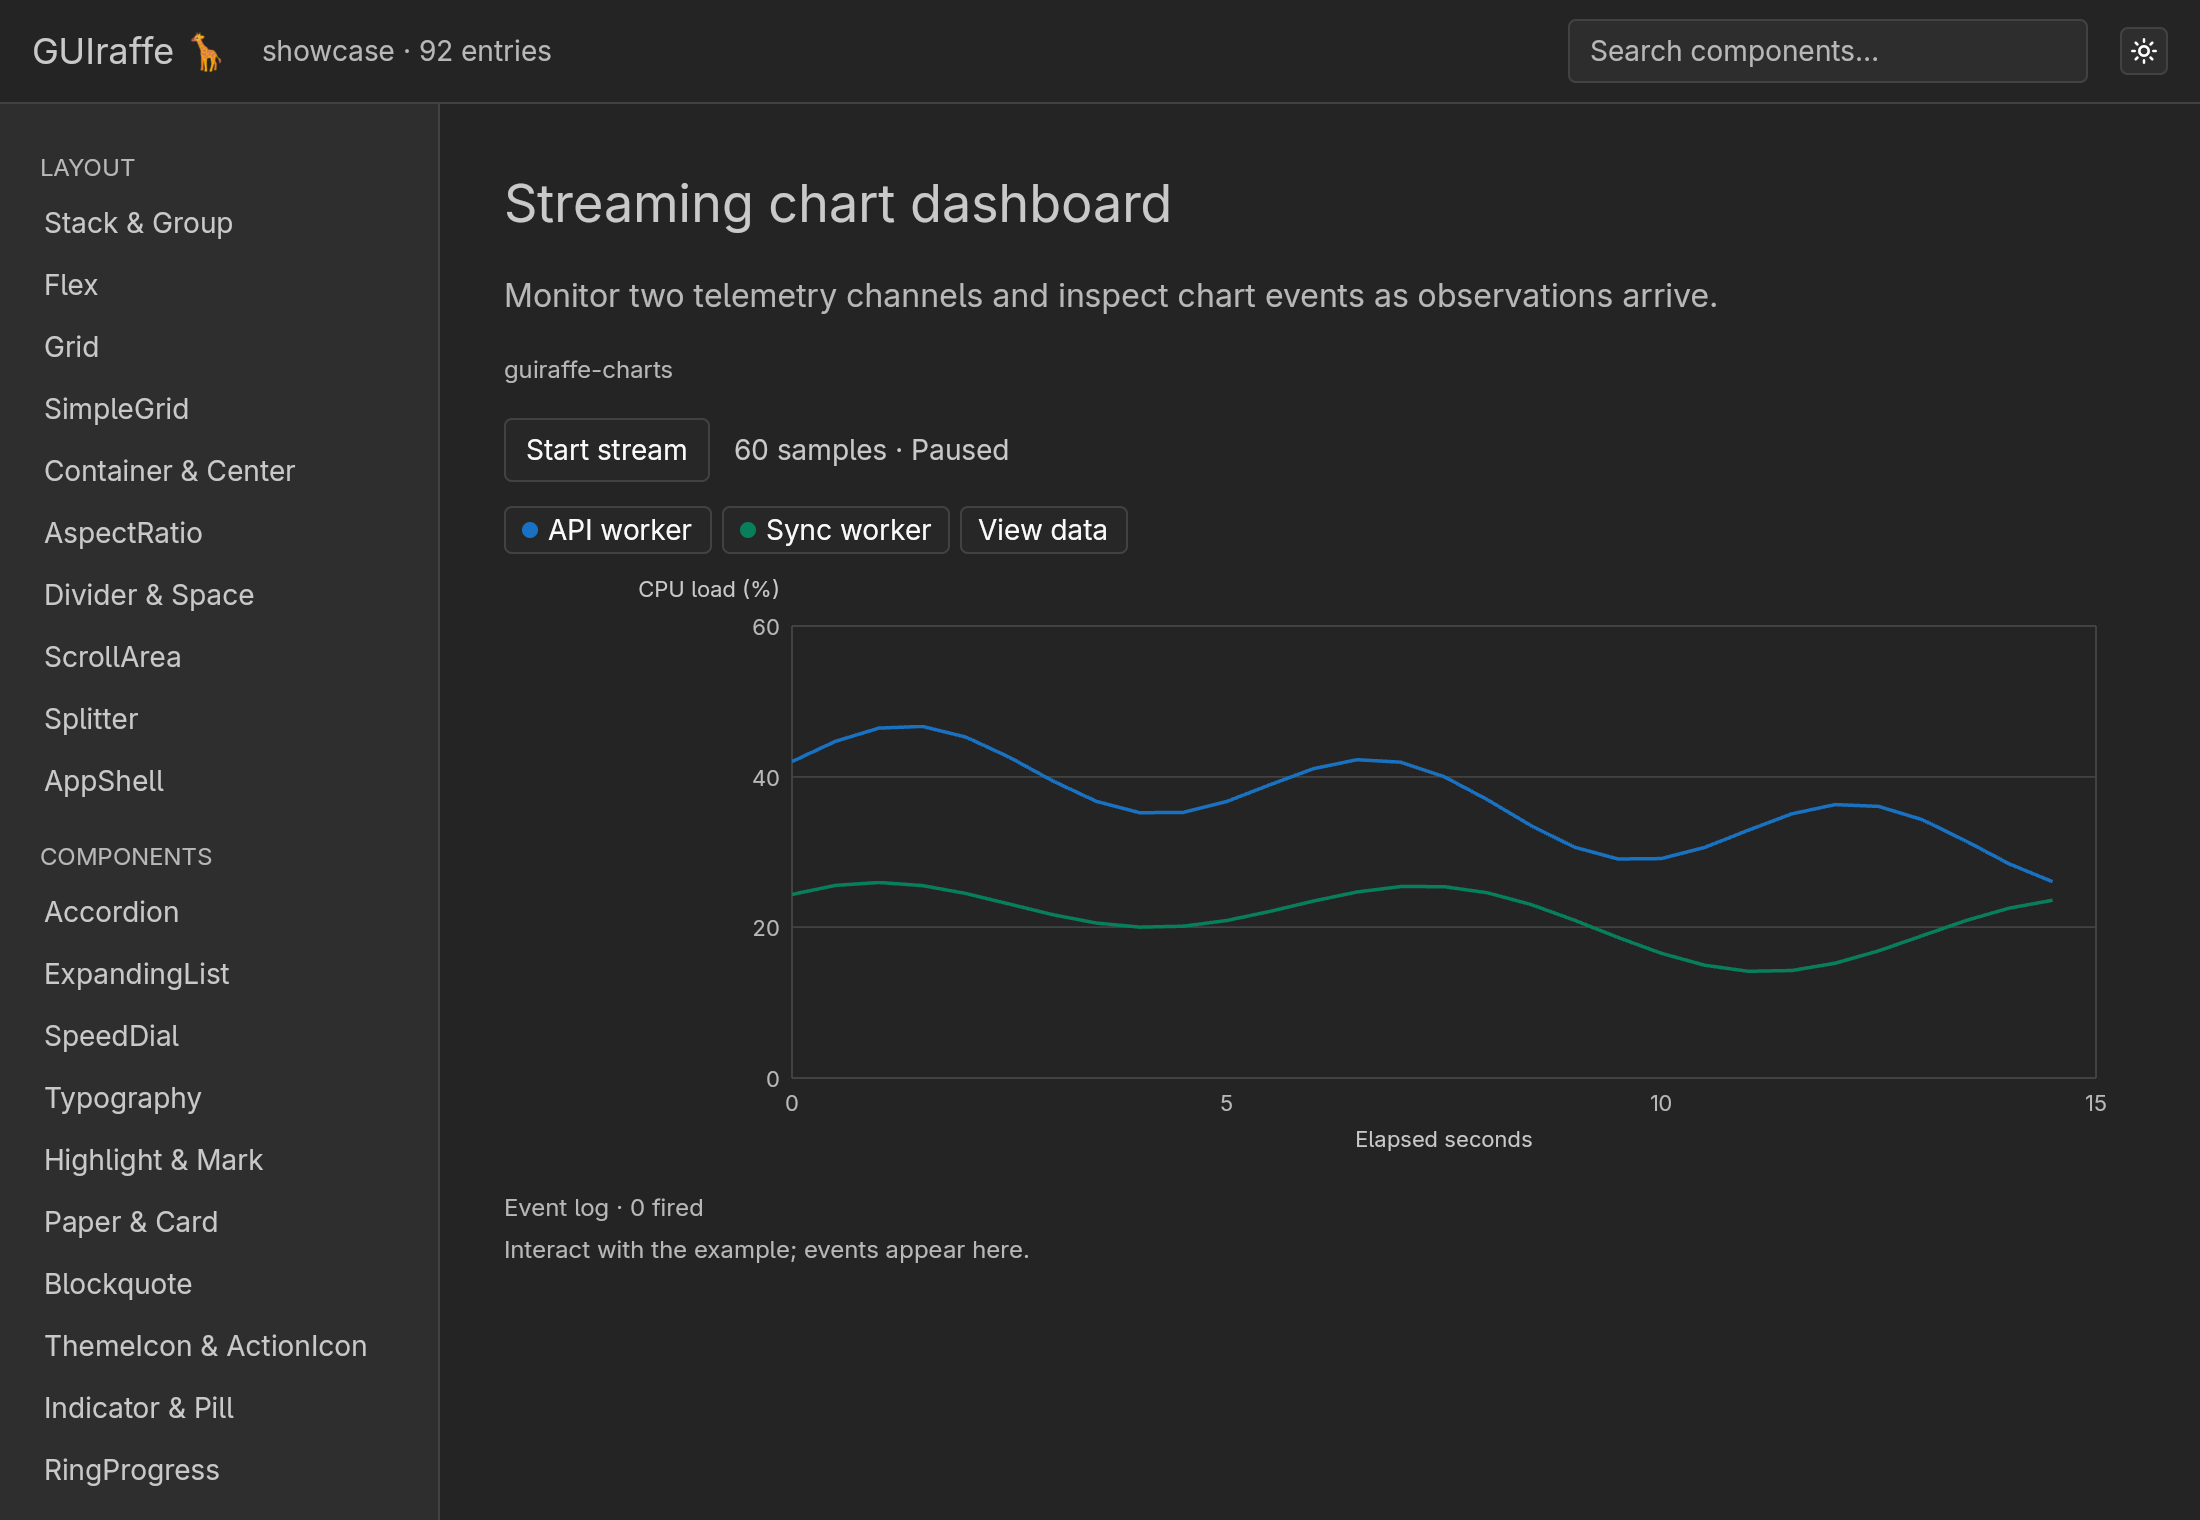 GUIraffe 🦒 showcase · 92 entries Search components...
LAYOUT
Stack & Group
Flex
Grid
SimpleGrid
Container & Center
AspectRatio
Divider & Space
ScrollArea
Splitter
AppShell
COMPONENTS
Accordion
ExpandingList
SpeedDial
Typography
Highlight & Mark
Paper & Card
Blockquote
ThemeIcon & ActionIcon
Indicator & Pill
RingProgress
Streaming chart dashboard
Monitor two telemetry channels and inspect chart events as observations arrive.
guiraffe-charts
Start stream 60 samples · Paused
API worker Sync worker View data
CPU load (%)
60
40
20
0
0 5 10 15
Elapsed seconds
Event log · 0 fired
Interact with the example; events appear here.